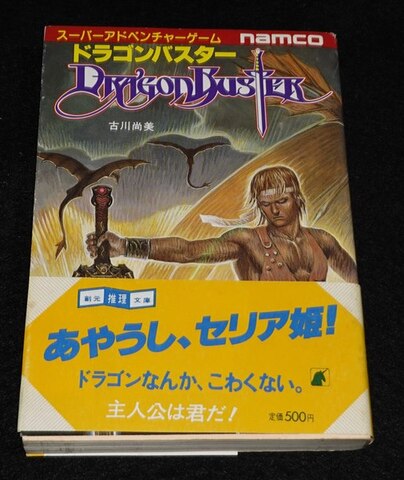 スーパーアドベンチャーゲーム
namco
ドラゴンバスター
DRAGON BUSTER
古川尚美
創元 推理 文庫
あやうし、セリア姫!
ドラゴンなんか、こわくない。
主人公は君だ!
定価500円